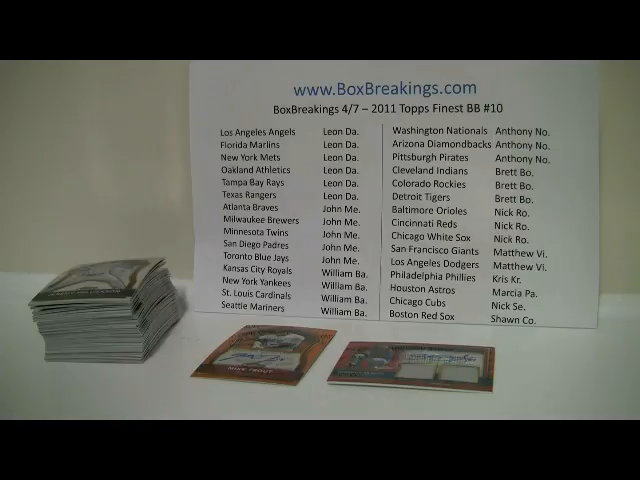 www.BoxBreakings.com
BoxBreakings 4/7 – 2011 Topps Finest BB #10
Los Angeles Angels Leon Da.
Florida Marlins Leon Da.
New York Mets Leon Da.
Oakland Athletics Leon Da.
Tampa Bay Rays Leon Da.
Texas Rangers Leon Da.
Atlanta Braves John Me.
Milwaukee Brewers John Me.
Minnesota Twins John Me.
San Diego Padres John Me.
Toronto Blue Jays John Me.
Kansas City Royals William Ba.
New York Yankees William Ba.
St. Louis Cardinals William Ba.
Seattle Mariners William Ba.
Washington Nationals Anthony No.
Arizona Diamondbacks Anthony No.
Pittsburgh Pirates Anthony No.
Cleveland Indians Brett Bo.
Colorado Rockies Brett Bo.
Detroit Tigers Brett Bo.
Baltimore Orioles Nick Ro.
Cincinnati Reds Nick Ro.
Chicago White Sox Nick Ro.
San Francisco Giants Matthew Vi.
Los Angeles Dodgers Matthew Vi.
Philadelphia Phillies Kris Kr.
Houston Astros Marcia Pa.
Chicago Cubs Nick Se.
Boston Red Sox Shawn Co.
MIKE TROUT